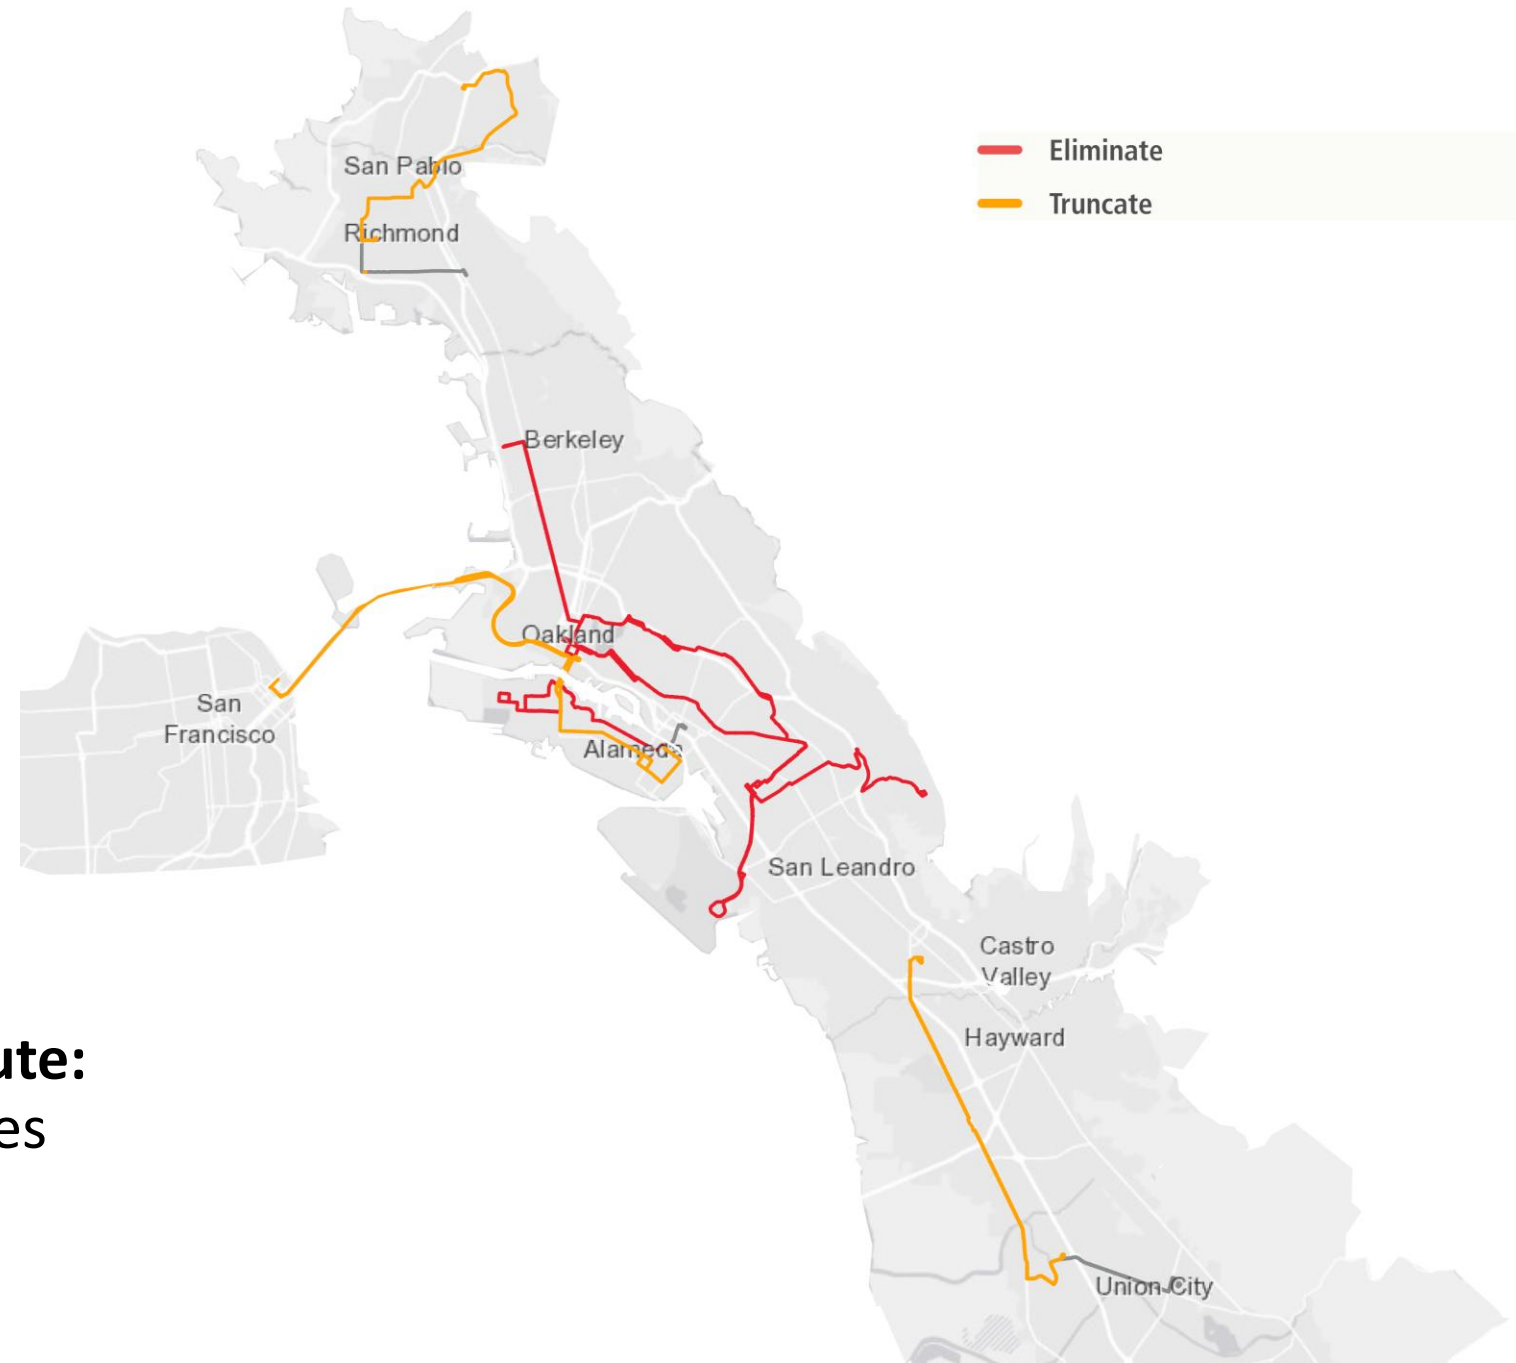 Eliminate
Truncate
San Pablo
Richmond
Berkeley
Oakland
San
Francisco
Alameda
San Leandro
Castro
Valley
Hayward
ute:
es
Union City